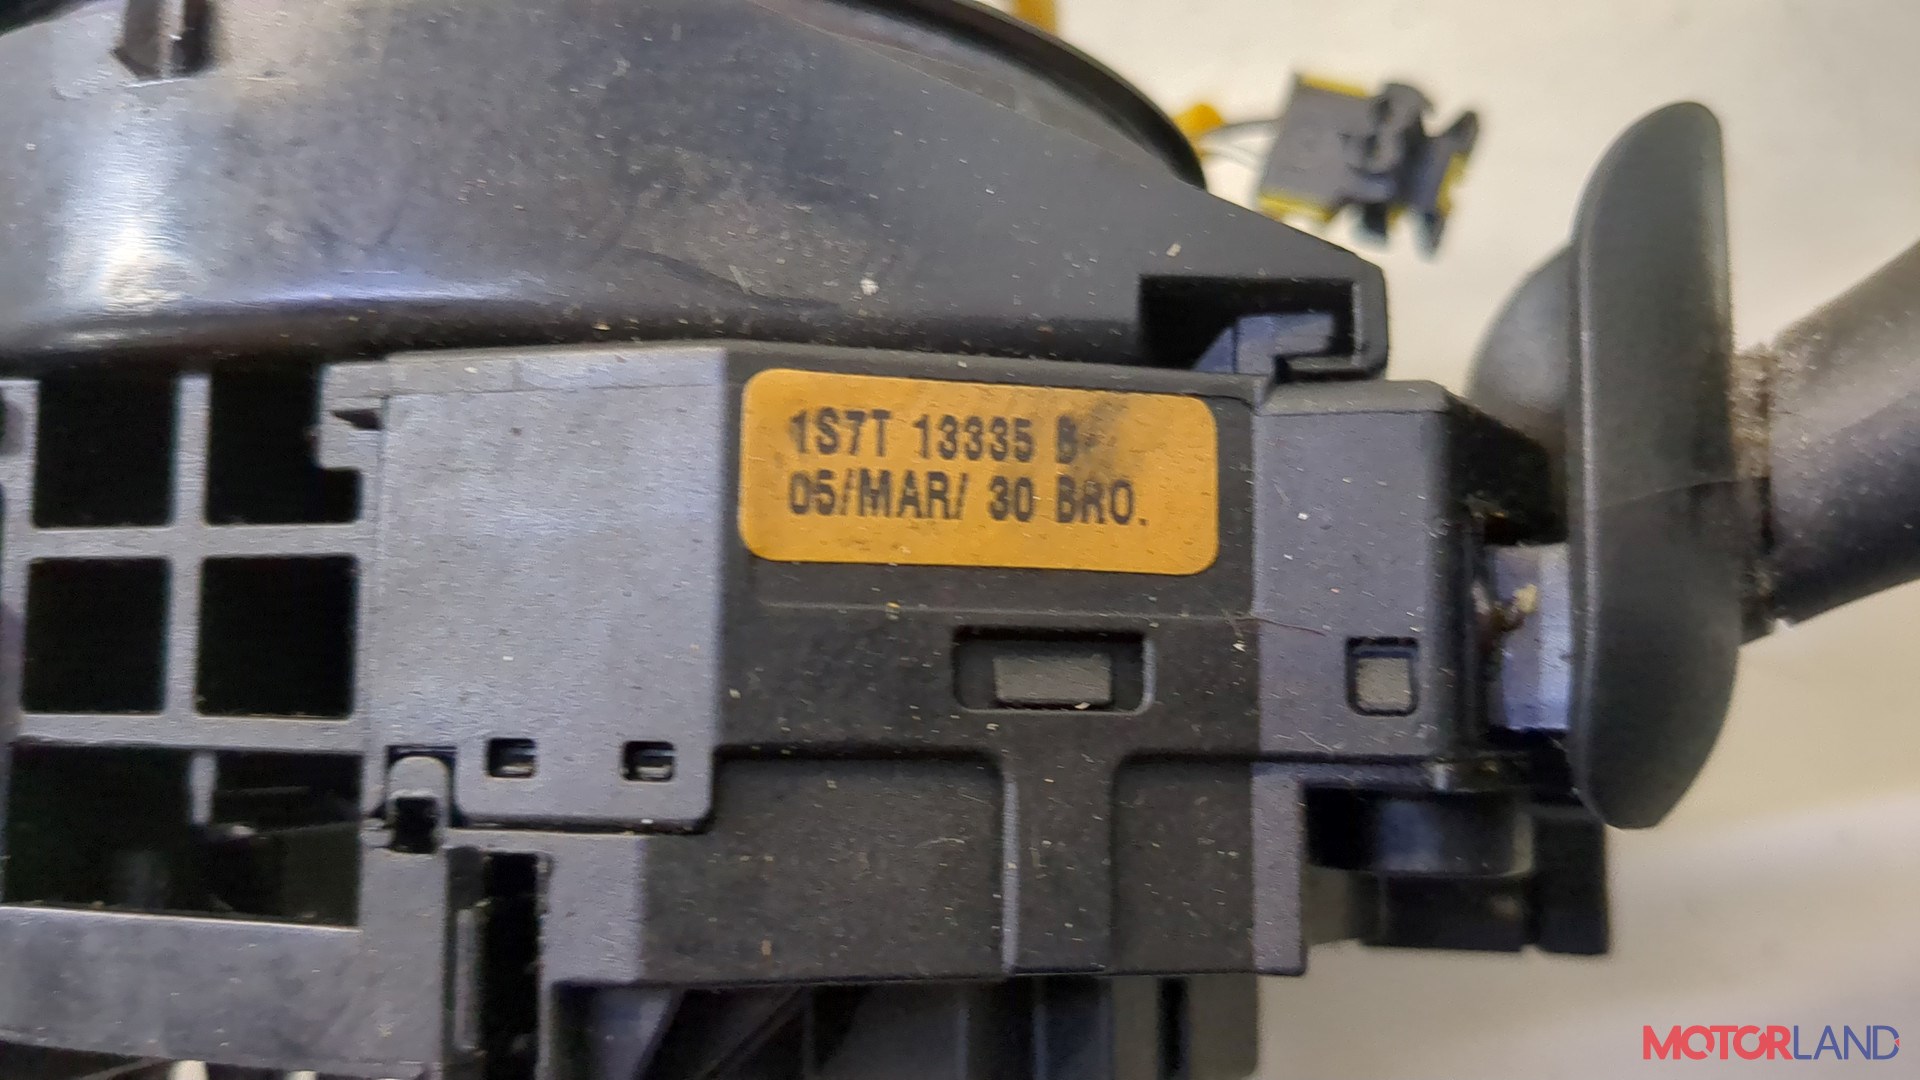 1S7T 13335 B
05/MAR/ 30 BRO.
MOTORLAND